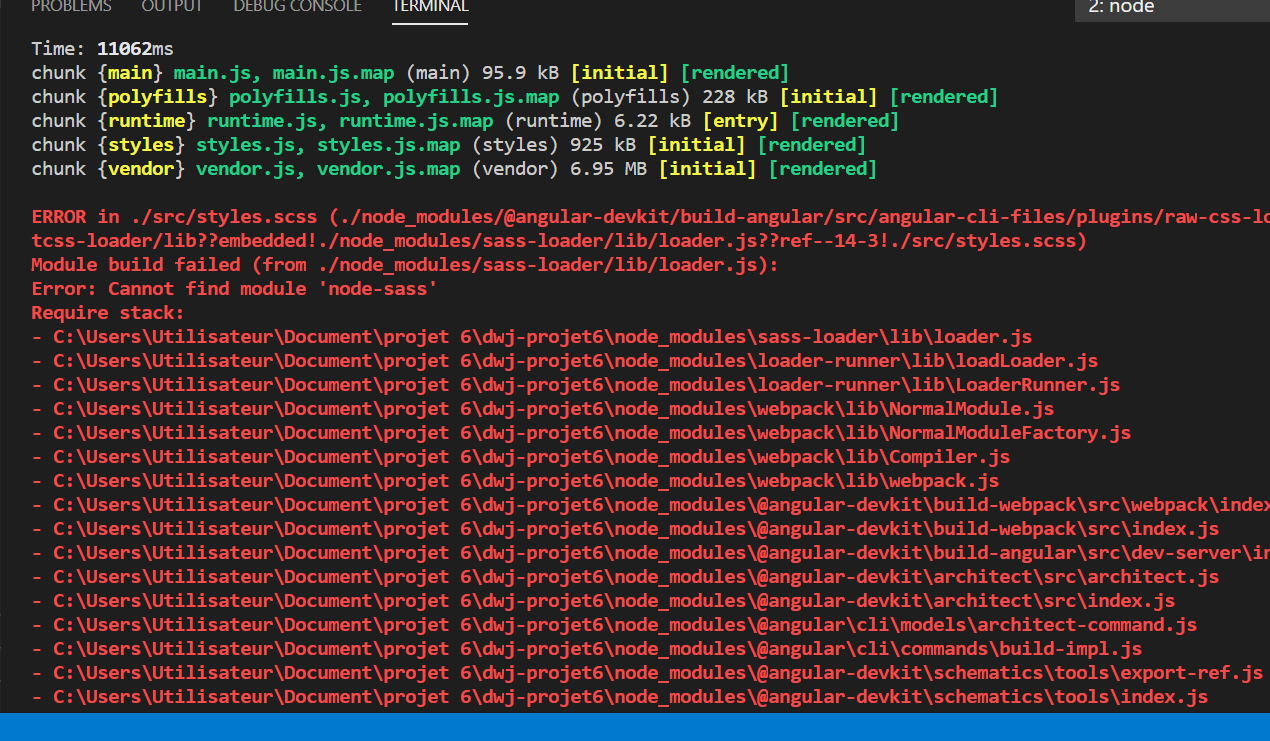 PROBLEMS OUTPUT DEBUG CONSOLE TERMINAL 2: node
Time: 11062ms
chunk {main} main.js, main.js.map (main) 95.9 kB [initial] [rendered]
chunk {polyfills} polyfills.js, polyfills.js.map (polyfills) 228 kB [initial] [rendered]
chunk {runtime} runtime.js, runtime.js.map (runtime) 6.22 kB [entry] [rendered]
chunk {styles} styles.js, styles.js.map (styles) 925 kB [initial] [rendered]
chunk {vendor} vendor.js, vendor.js.map (vendor) 6.95 MB [initial] [rendered]
ERROR in ./src/styles.scss (./node_modules/@angular-devkit/build-angular/src/angular-cli-files/plugins/raw-css-lo
tcss-loader/lib??embedded!./node_modules/sass-loader/lib/loader.js??ref--14-3!./src/styles.scss)
Module build failed (from ./node_modules/sass-loader/lib/loader.js):
Error: Cannot find module 'node-sass'
Require stack:
- C:\Users\Utilisateur\Document\projet 6\dwj-projet6\node_modules\sass-loader\lib\loader.js
- C:\Users\Utilisateur\Document\projet 6\dwj-projet6\node_modules\loader-runner\lib\loadLoader.js
- C:\Users\Utilisateur\Document\projet 6\dwj-projet6\node_modules\loader-runner\lib\LoaderRunner.js
- C:\Users\Utilisateur\Document\projet 6\dwj-projet6\node_modules\webpack\lib\NormalModule.js
- C:\Users\Utilisateur\Document\projet 6\dwj-projet6\node_modules\webpack\lib\NormalModuleFactory.js
- C:\Users\Utilisateur\Document\projet 6\dwj-projet6\node_modules\webpack\lib\Compiler.js
- C:\Users\Utilisateur\Document\projet 6\dwj-projet6\node_modules\webpack\lib\webpack.js
- C:\Users\Utilisateur\Document\projet 6\dwj-projet6\node_modules\@angular-devkit\build-webpack\src\webpack\index
- C:\Users\Utilisateur\Document\projet 6\dwj-projet6\node_modules\@angular-devkit\build-webpack\src\index.js
- C:\Users\Utilisateur\Document\projet 6\dwj-projet6\node_modules\@angular-devkit\build-angular\src\dev-server\in
- C:\Users\Utilisateur\Document\projet 6\dwj-projet6\node_modules\@angular-devkit\architect\src\architect.js
- C:\Users\Utilisateur\Document\projet 6\dwj-projet6\node_modules\@angular-devkit\architect\src\index.js
- C:\Users\Utilisateur\Document\projet 6\dwj-projet6\node_modules\@angular\cli\models\architect-command.js
- C:\Users\Utilisateur\Document\projet 6\dwj-projet6\node_modules\@angular\cli\commands\build-impl.js
- C:\Users\Utilisateur\Document\projet 6\dwj-projet6\node_modules\@angular-devkit\schematics\tools\export-ref.js
- C:\Users\Utilisateur\Document\projet 6\dwj-projet6\node_modules\@angular-devkit\schematics\tools\index.js